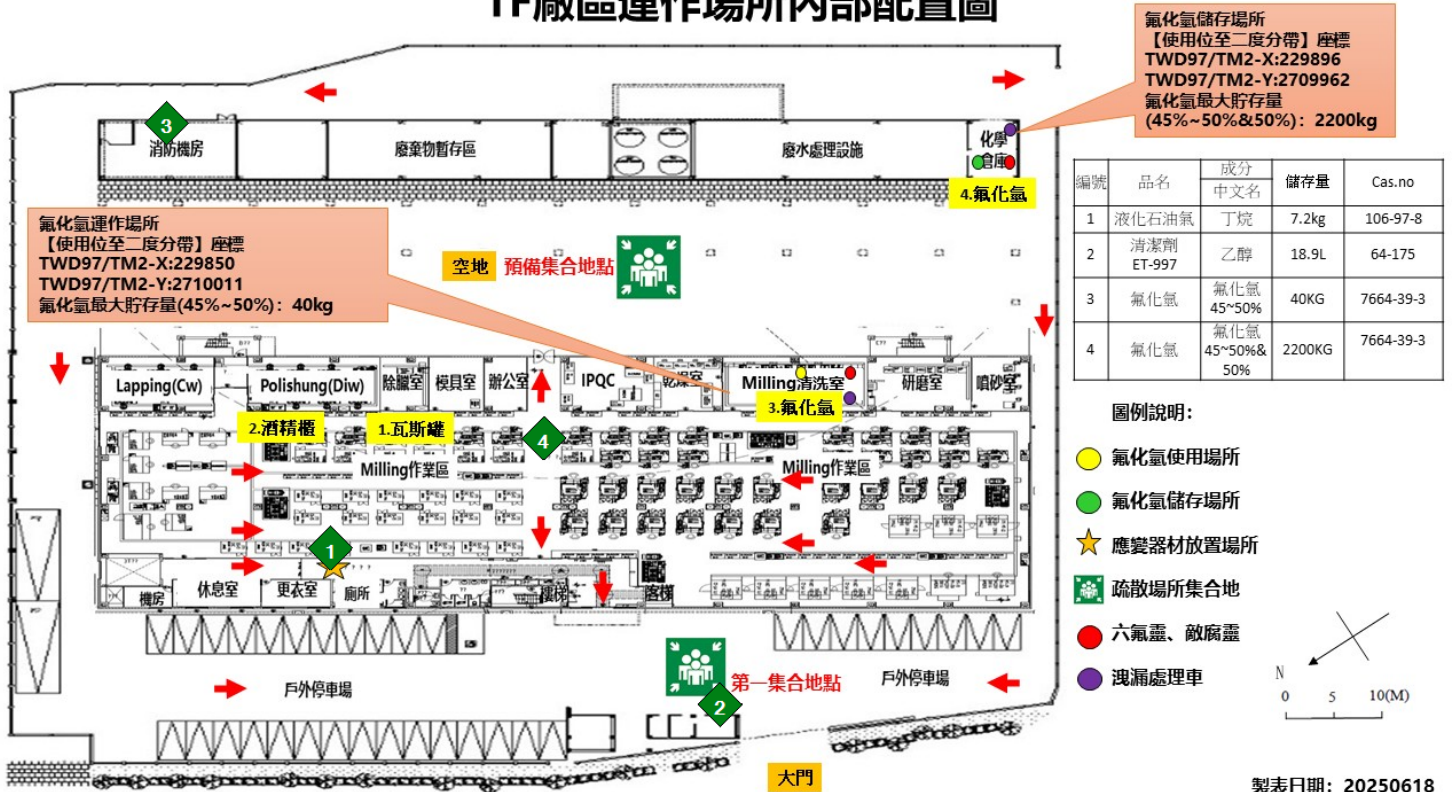 1F廠區運作場所內部配置圖
氟化氫儲存場所
【使用位至二度分帶】座標
TWD97/TM2-X:229896
TWD97/TM2-Y:2709962
氟化氫最大貯存量
(45%~50%&50%)：2200kg
3
消防機房
廢棄物暫存區
廢水處理設施
化學
倉庫
4.氟化氫
氟化氫運作場所
【使用位至二度分帶】座標
TWD97/TM2-X:229850
TWD97/TM2-Y:2710011
氟化氫最大貯存量(45%~50%)：40kg
空地
預備集合地點
編號 品名 成分 儲存量 Cas.no
中文名
1 液化石油氣 丁烷 7.2kg 106-97-8
2 清潔劑 ET-997 乙醇 18.9L 64-175
3 氟化氫 氟化氫 45~50% 40KG 7664-39-3
4 氟化氫 氟化氫 45~50%& 50% 2200KG 7664-39-3
Lapping(Cw)
Polishung(Diw)
除膠室
模具室
辦公室
IPQC
乾燥室
Milling清洗室
研磨室
噴砂室
3.氟化氫
2.酒精櫃
1.瓦斯罐
4
Milling作業區
Milling作業區
1
機房
休息室
更衣室
廁所
樓梯
客梯
戶外停車場
第一集合地點
2
戶外停車場
大門
圖例說明：
氟化氫使用場所
氟化氫儲存場所
應變器材放置場所
疏散場所集合地
六氟靈、敵腐靈
洩漏處理車
N
0 5 10(M)
製表日期：20250618